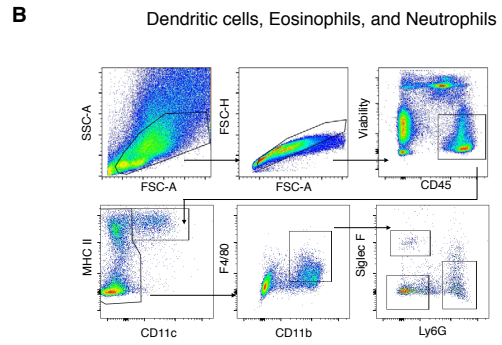 B
Dendritic cells, Eosinophils, and Neutrophils
SSC-A
FSC-A
FSC-H
FSC-A
Viability
CD45
MHC II
CD11c
F4/80
CD11b
Siglec F
Ly6G